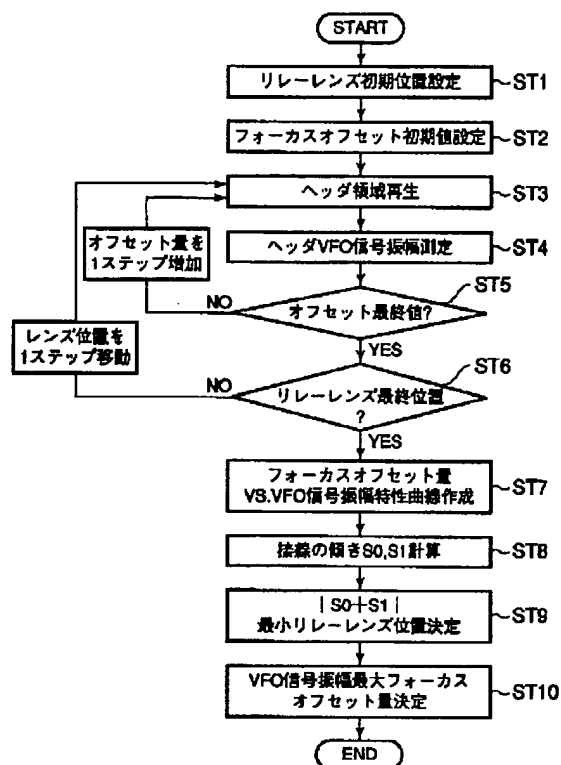 START
リレーレンズ初期位置設定
ST1
フォーカスオフセット初期値設定
ST2
ヘッダ領域再生
ST3
オフセット量を
1ステップ増加
ヘッダVFO信号振幅測定
ST4
ST5
NO
オフセット最終値?
レンズ位置を
1ステップ移動
YES
ST6
NO
リレーレンズ最終位置
?
YES
フォーカスオフセット量
VS.VFO信号振幅特性曲線作成
ST7
接線の傾きS0,S1計算
ST8
|S0+S1|
最小リレーレンズ位置決定
ST9
VFO信号振幅最大フォーカス
オフセット量決定
ST10
END